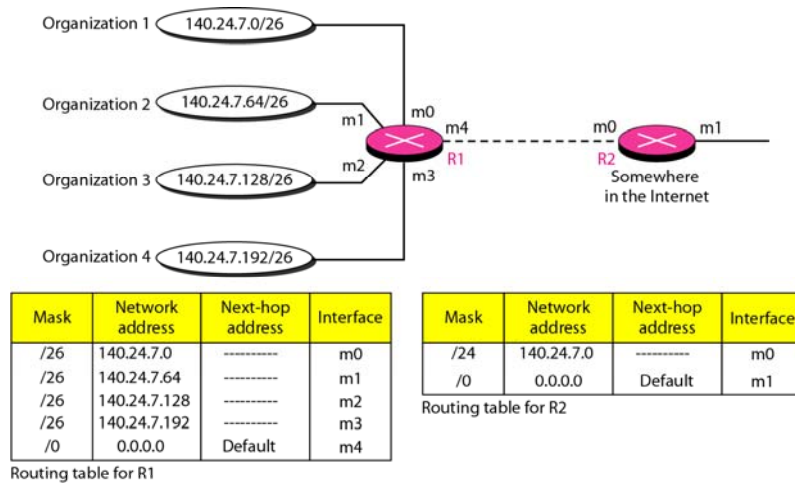 Organization 1
140.24.7.0/26
Organization 2
140.24.7.64/26
m1
m0
m4
m0
m1
R1
R2
m2
m3
Organization 3
140.24.7.128/26
Somewhere
in the Internet
Organization 4
140.24.7.192/26
Mask Network address Next-hop address Interface
/26 140.24.7.0 ---------- m0
/26 140.24.7.64 ---------- m1
/26 140.24.7.128 ---------- m2
/26 140.24.7.192 ---------- m3
/0 0.0.0.0 Default m4
Routing table for R1
Mask Network address Next-hop address Interface
/24 140.24.7.0 ---------- m0
/0 0.0.0.0 Default m1
Routing table for R2